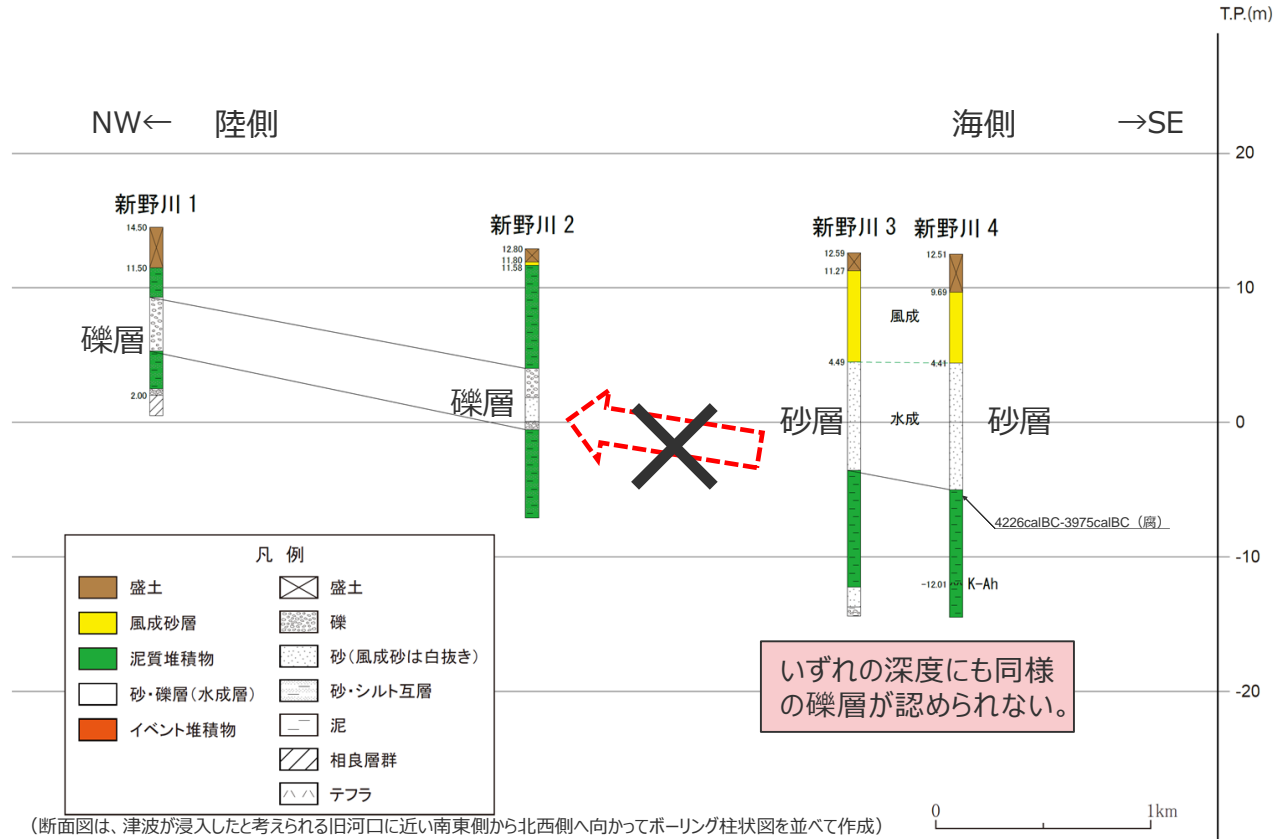 T.P.(m)
NW← 陸側
海側 →SE
20
新野川 1
14.50
11.50
礫層
2.00
新野川 2
12.80
11.80
11.58
礫層
新野川 3 新野川 4
12.59
11.27
4.49
12.51
9.69
4.41
風成
水成
砂層
砂層
10
0
4226calBC-3975calBC（腐）
-10
-12.01 K-Ah
-20
いずれの深度にも同様
の礫層が認められない。
凡 例
盛土
風成砂層
泥質堆積物
砂・礫層(水成層)
イベント堆積物
盛土
礫
砂(風成砂は白抜き)
砂・シルト互層
泥
相良層群
テフラ
0 1km
(断面図は、津波が浸入したと考えられる旧河口に近い南東側から北西側へ向かってボーリング柱状図を並べて作成)